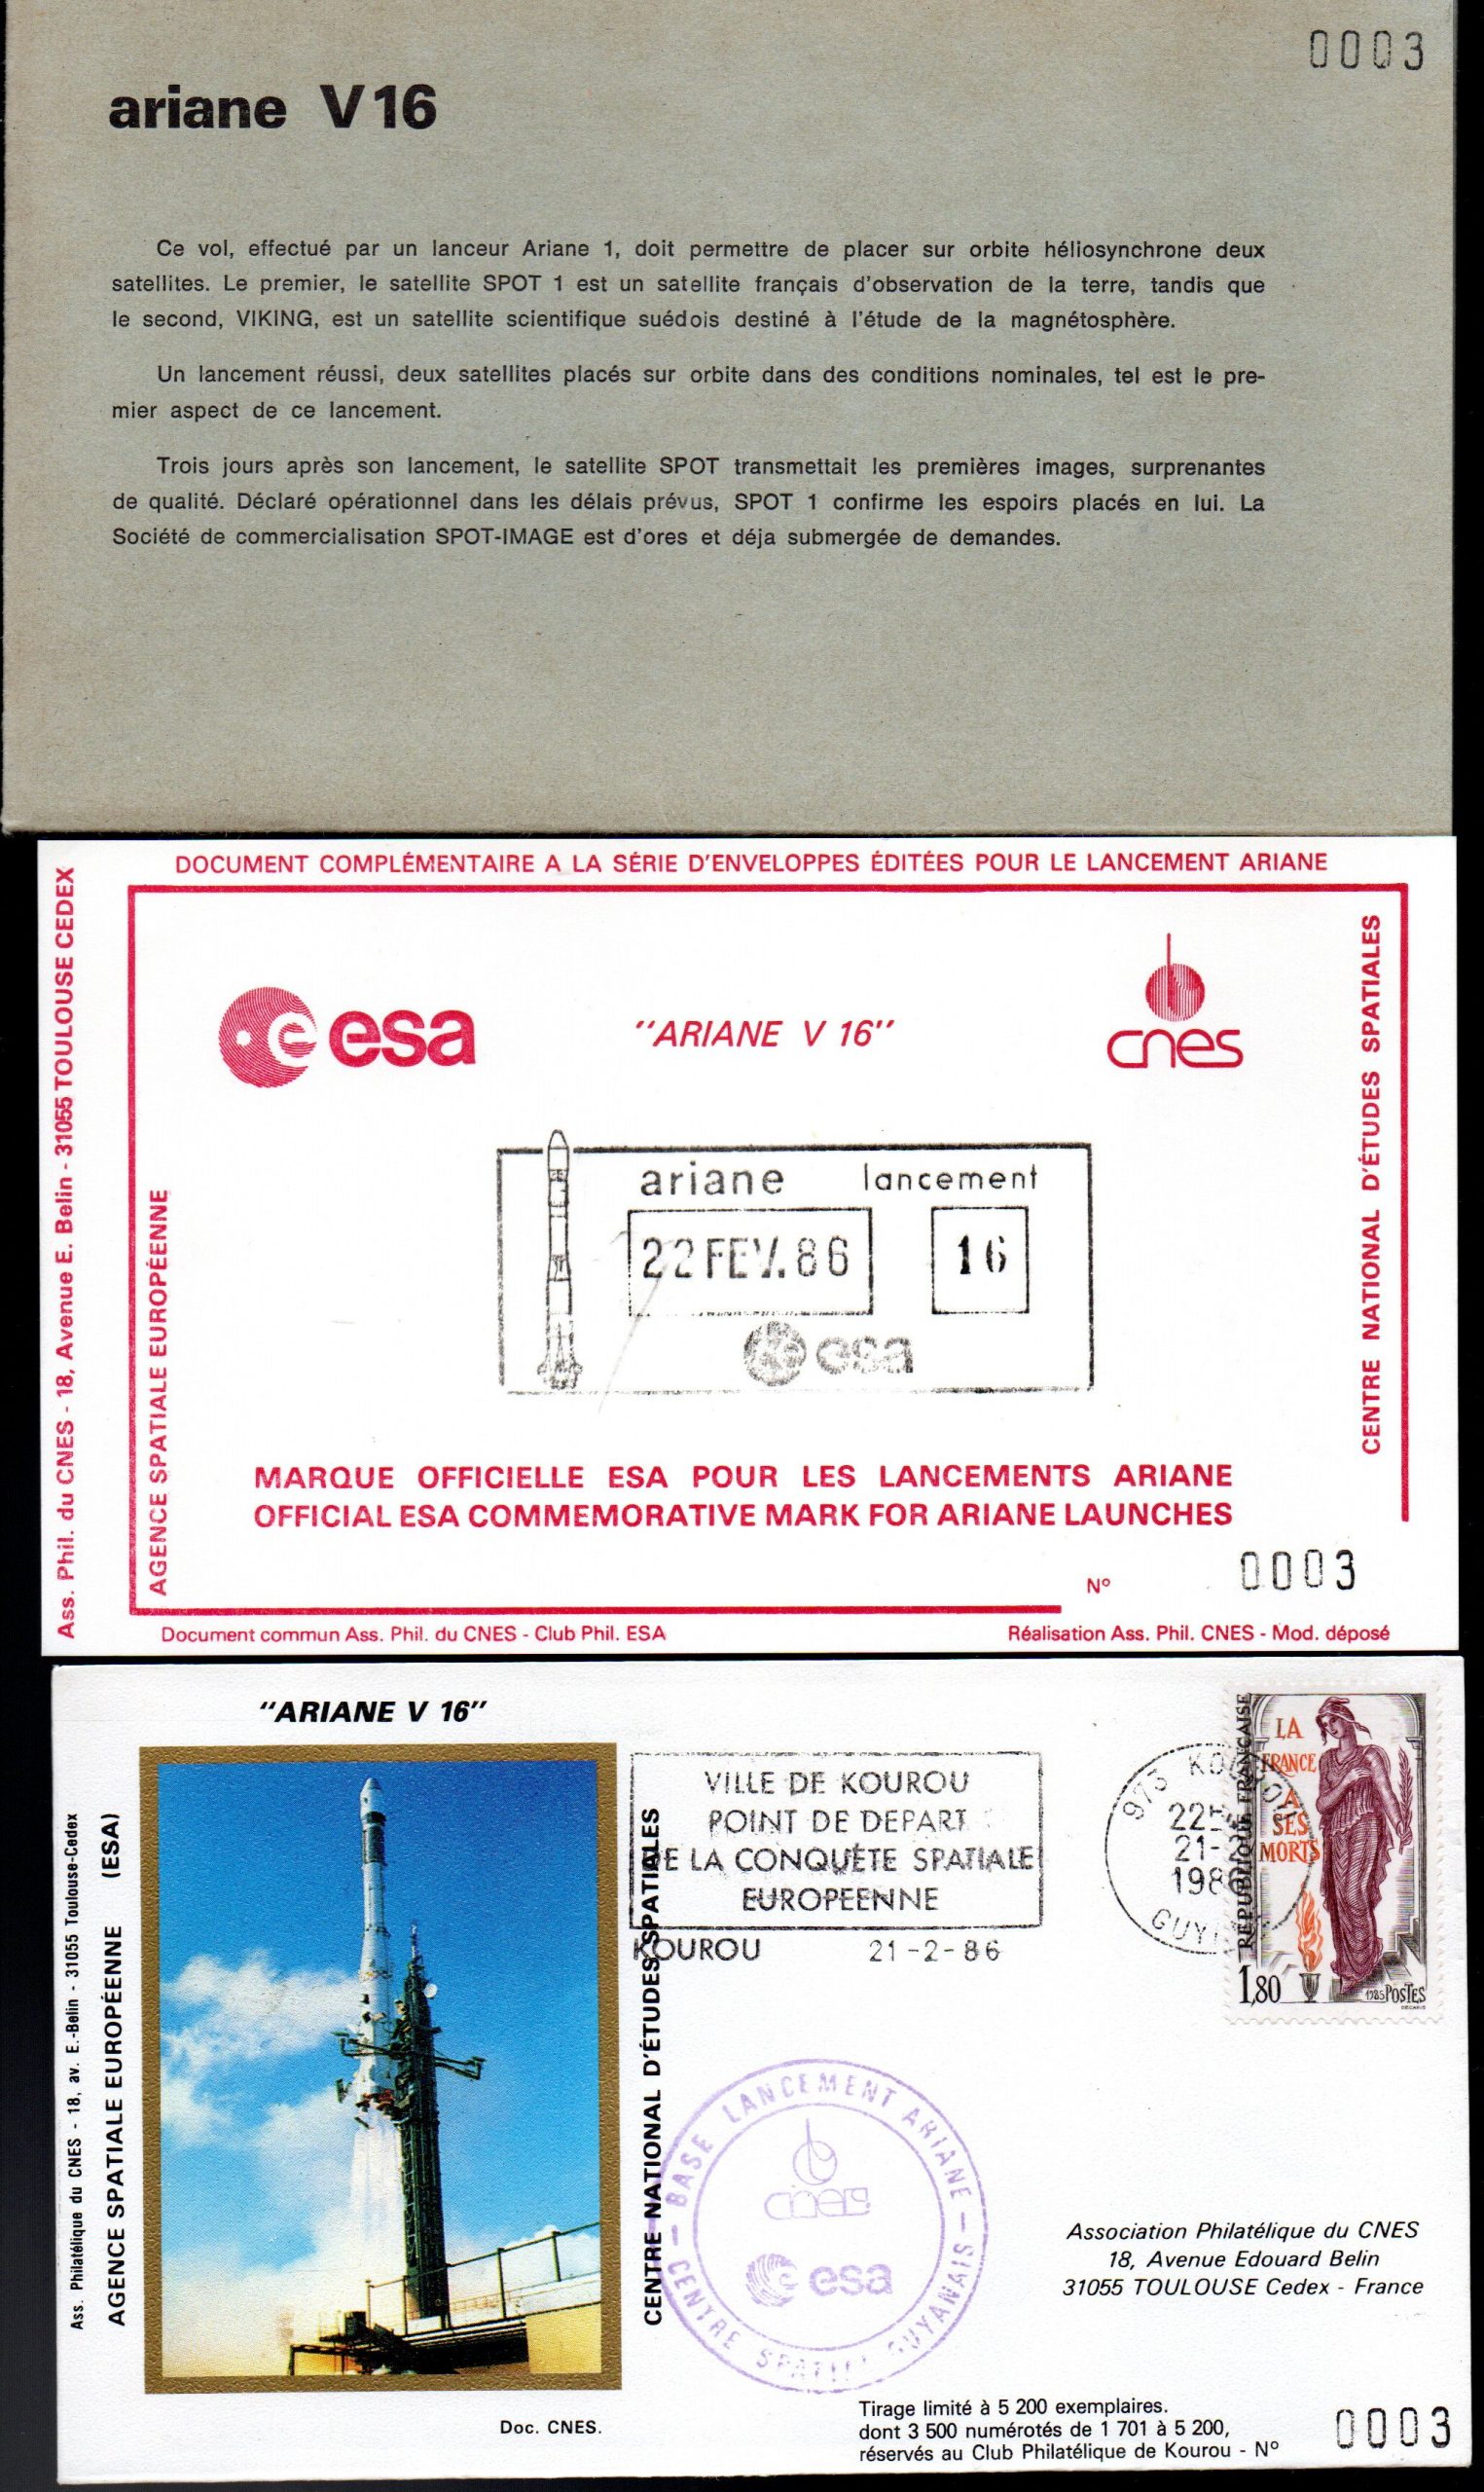 0003
ariane V16
Ce vol, effectué par un lanceur Ariane 1, doit permettre de placer sur orbite héliosynchrone deux
satellites. Le premier, le satellite SPOT 1 est un satellite français d'observation de la terre, tandis que
le second, VIKING, est un satellite scientifique suédois destiné à l'étude de la magnétosphère.
Un lancement réussi, deux satellites placés sur orbite dans des conditions nominales, tel est le pre-
mier aspect de ce lancement.
Trois jours après son lancement, le satellite SPOT transmettait les premières images, surprenantes
de qualité. Déclaré opérationnel dans les délais prévus, SPOT 1 confirme les espoirs placés en lui. La
Société de commercialisation SPOT-IMAGE est d'ores et déja submergée de demandes.
DOCUMENT COMPLÉMENTAIRE A LA SÉRIE D'ENVELOPPES ÉDITÉES POUR LE LANCEMENT ARIANE
Ass. Phil. du CNES - 18, Avenue E. Belin - 31055 TOULOUSE CEDEX
AGENCE SPATIALE EUROPÉENNE
CENTRE NATIONAL D'ÉTUDES SPATIALES
esa
"ARIANE V 16"
cnes
ariane lancement
22 FEV. 86
16
esa
MARQUE OFFICIELLE ESA POUR LES LANCEMENTS ARIANE
OFFICIAL ESA COMMEMORATIVE MARK FOR ARIANE LAUNCHES
N° 0003
Document commun Ass. Phil. du CNES - Club Phil. ESA
Réalisation Ass. Phil. CNES - Mod. déposé
"ARIANE V 16"
Ass. Philatélique du CNES - 18, av. E.-Belin - 31055 Toulouse-Cedex
AGENCE SPATIALE EUROPÉENNE (ESA)
CENTRE NATIONAL D'ÉTUDES SPATIALES
VILLE DE KOUROU
POINT DE DEPART
DE LA CONQUÊTE SPATIALE
EUROPEENNE
KOUROU 21-2-86
973 KOUROU
21-2
1986
LA
FRANCE
A
SES
MORTS
RÉPUBLIQUE FRANÇAISE
1,80
1985 POSTES
DECARIS
BASE LANCEMENT ARIANE
cnes
esa
CENTRE SPATIAL GUYANAIS
Association Philatélique du CNES
18, Avenue Edouard Belin
31055 TOULOUSE Cedex - France
Doc. CNES.
Tirage limité à 5 200 exemplaires.
dont 3 500 numérotés de 1 701 à 5 200,
réservés au Club Philatélique de Kourou - N° 0003